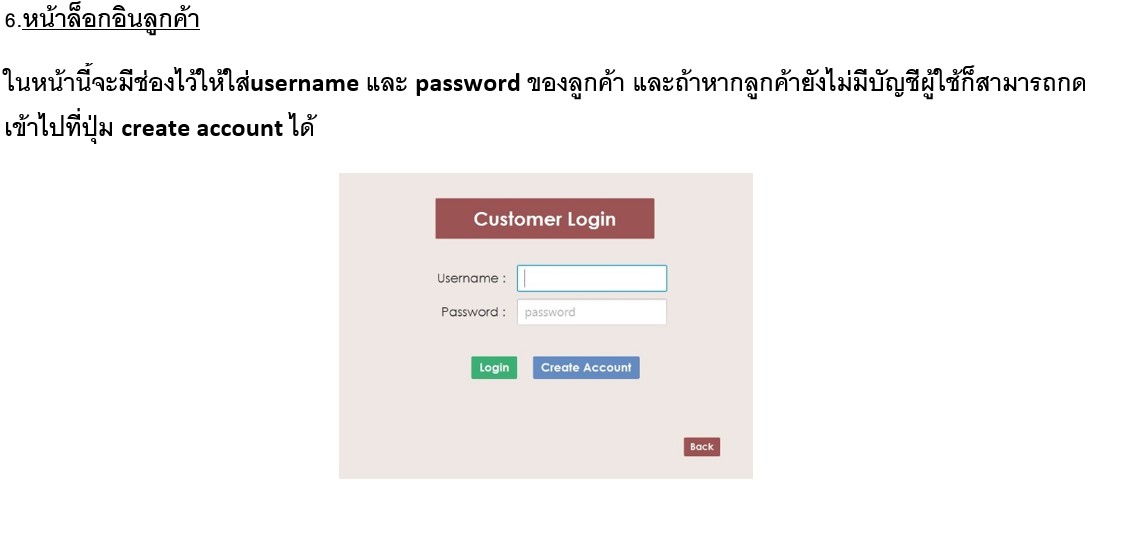 6.หน้าล็อกอินลูกค้า
ในหน้านี้จะมีช่องไว้ให้ใส่username และ password ของลูกค้า และถ้าหากลูกค้ายังไม่มีบัญชีผู้ใช้ก็สามารถกด
เข้าไปที่ปุ่ม create account ได้
Customer Login
Username :
Password : password
Login Create Account
Back